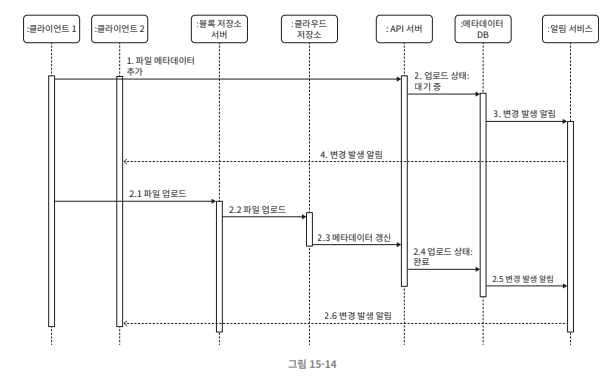 :클라이언트 1
:클라이언트 2
:블록 저장소
서버
:클라우드
저장소
: API 서버
:메타데이터
DB
:알림 서비스
1. 파일 메타데이터
추가
2. 업로드 상태:
대기 중
3. 변경 발생 알림
4. 변경 발생 알림
2.1 파일 업로드
2.2 파일 업로드
2.3 메타데이터 갱신
2.4 업로드 상태:
완료
2.5 변경 발생 알림
2.6 변경 발생 알림
그림 15-14